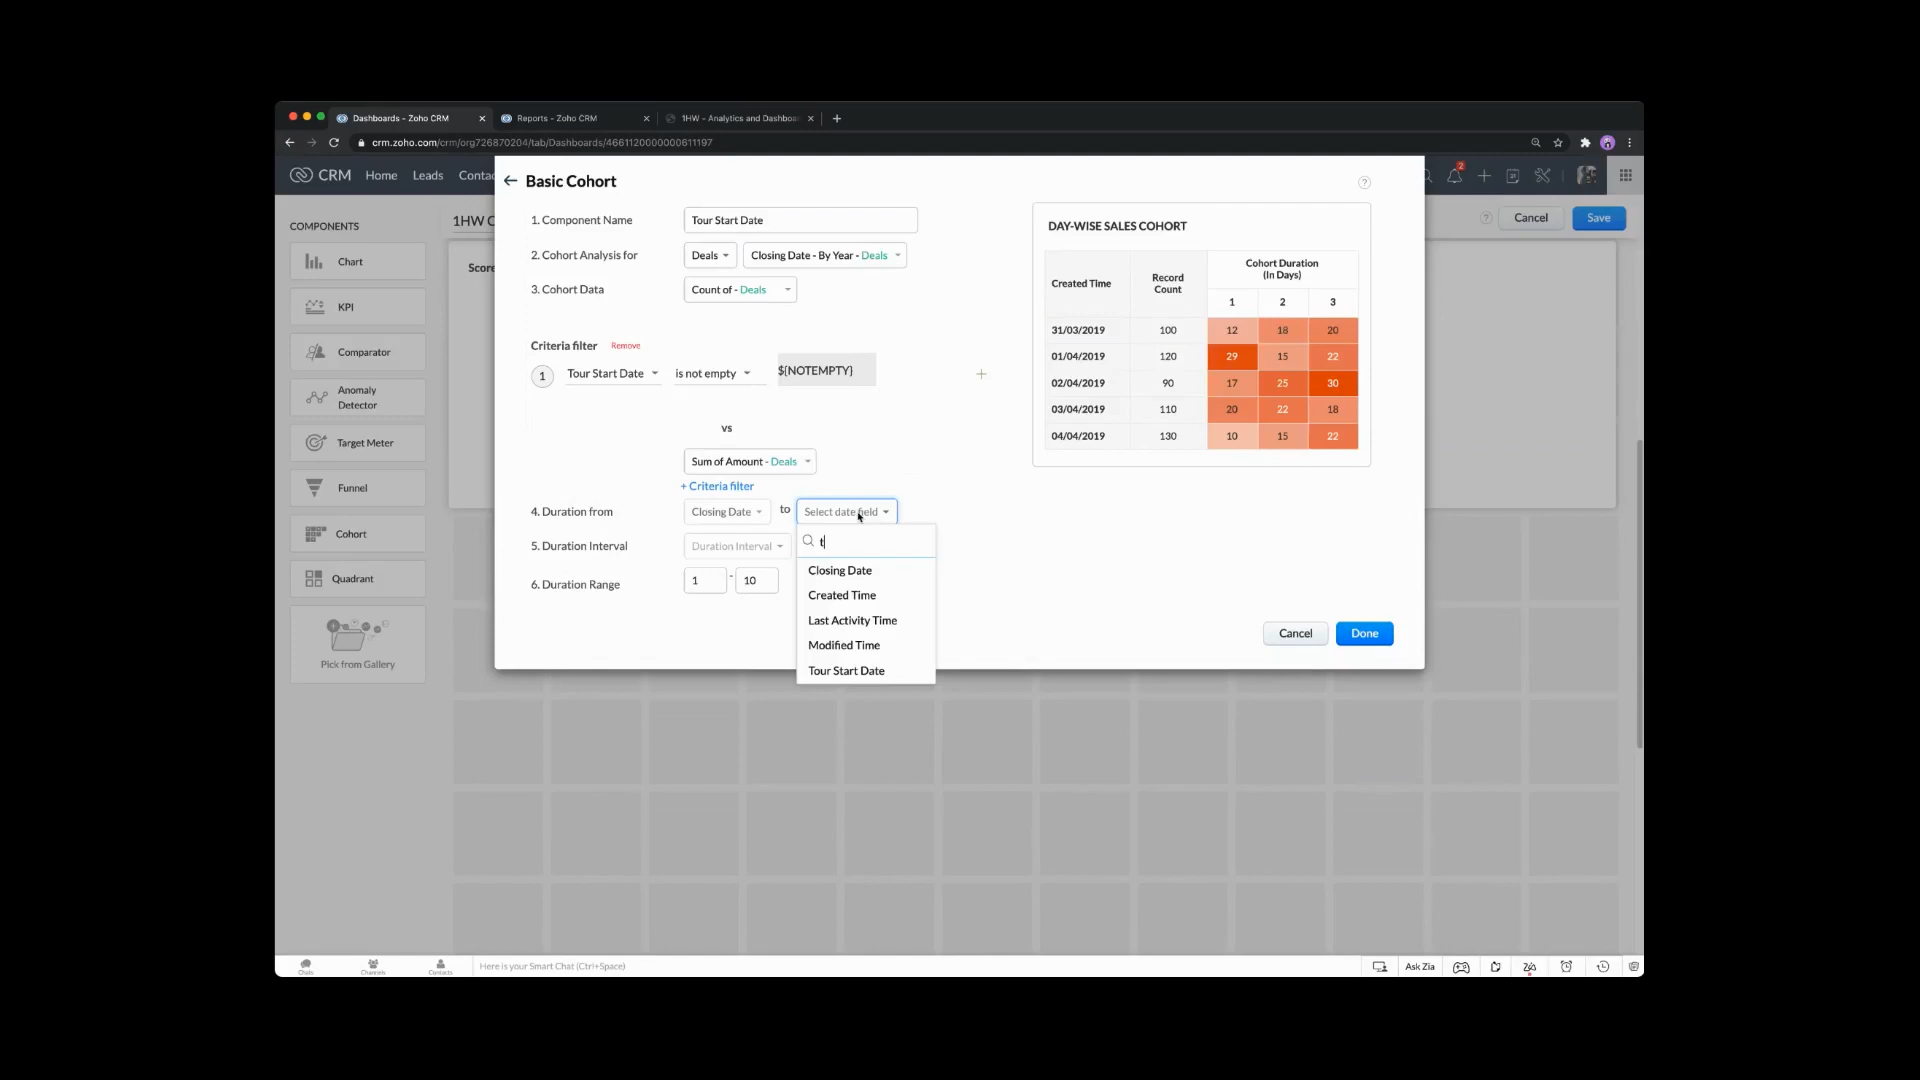 Dashboards - Zoho CRM
Reports - Zoho CRM
1HW - Analytics and Dashboa
crm.zoho.com/crm/org726870204/tab/Dashboards/4661120000000611197
CRM Home Leads Contac
2
Basic Cohort
?
COMPONENTS
Chart
KPI
Comparator
Anomaly
Detector
Target Meter
Funnel
Cohort
Quadrant
Pick from Gallery
1HW C
Score
? Cancel Save
1. Component Name Tour Start Date
2. Cohort Analysis for Deals Closing Date - By Year - Deals
3. Cohort Data Count of - Deals
Criteria filter Remove
1 Tour Start Date is not empty ${NOTEMPTY} +
vs
Sum of Amount - Deals
+ Criteria filter
4. Duration from Closing Date to Select date field
5. Duration Interval Duration Interval
6. Duration Range 1 - 10
t
Closing Date
Created Time
Last Activity Time
Modified Time
Tour Start Date
DAY-WISE SALES COHORT
Created Time
Record
Count
Cohort Duration
(In Days)
1 2 3
31/03/2019 100 12 18 20
01/04/2019 120 29 15 22
02/04/2019 90 17 25 30
03/04/2019 110 20 22 18
04/04/2019 130 10 15 22
Cancel Done
Chats Channels Contacts
Here is your Smart Chat (Ctrl+Space)
Ask Zia